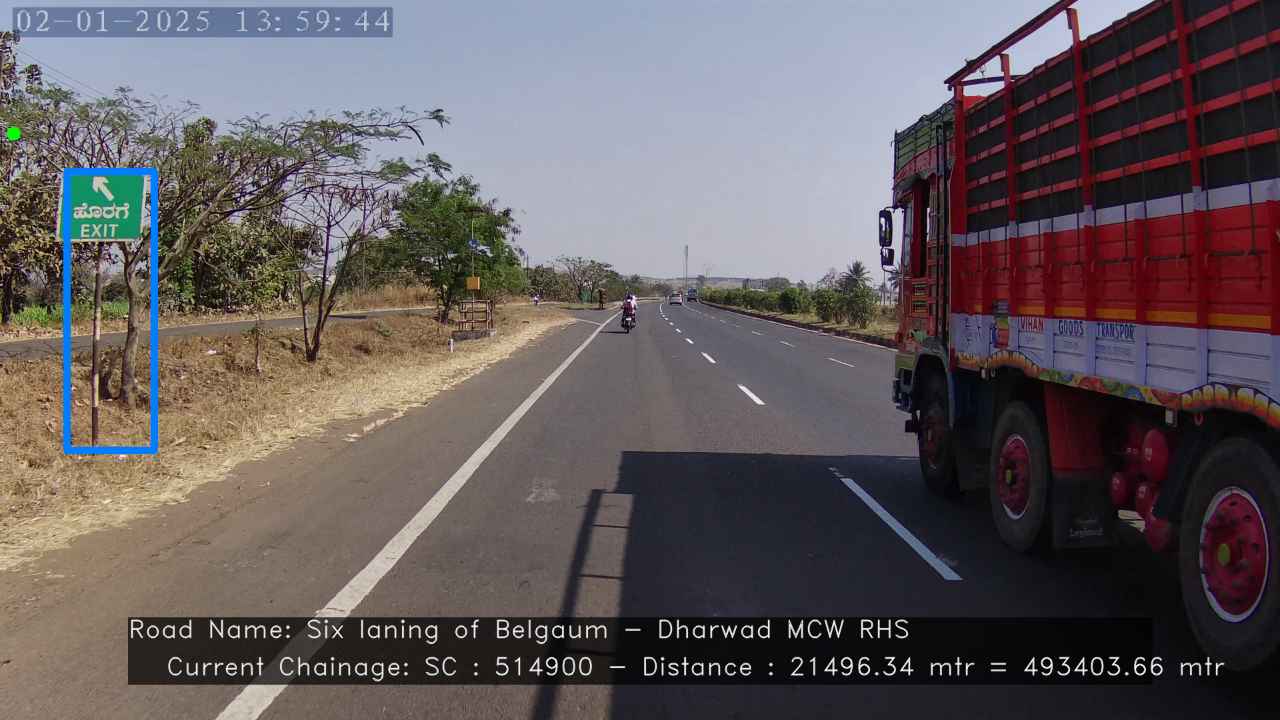 02-01-2025 13:59:44
ಹೊರಗೆ
EXIT
VIHAN GOODS TRANSPOR
Road Name: Six laning of Belgaum - Dharwad MCW RHS
Current Chainage: SC : 514900 - Distance : 21496.34 mtr = 493403.66 mtr